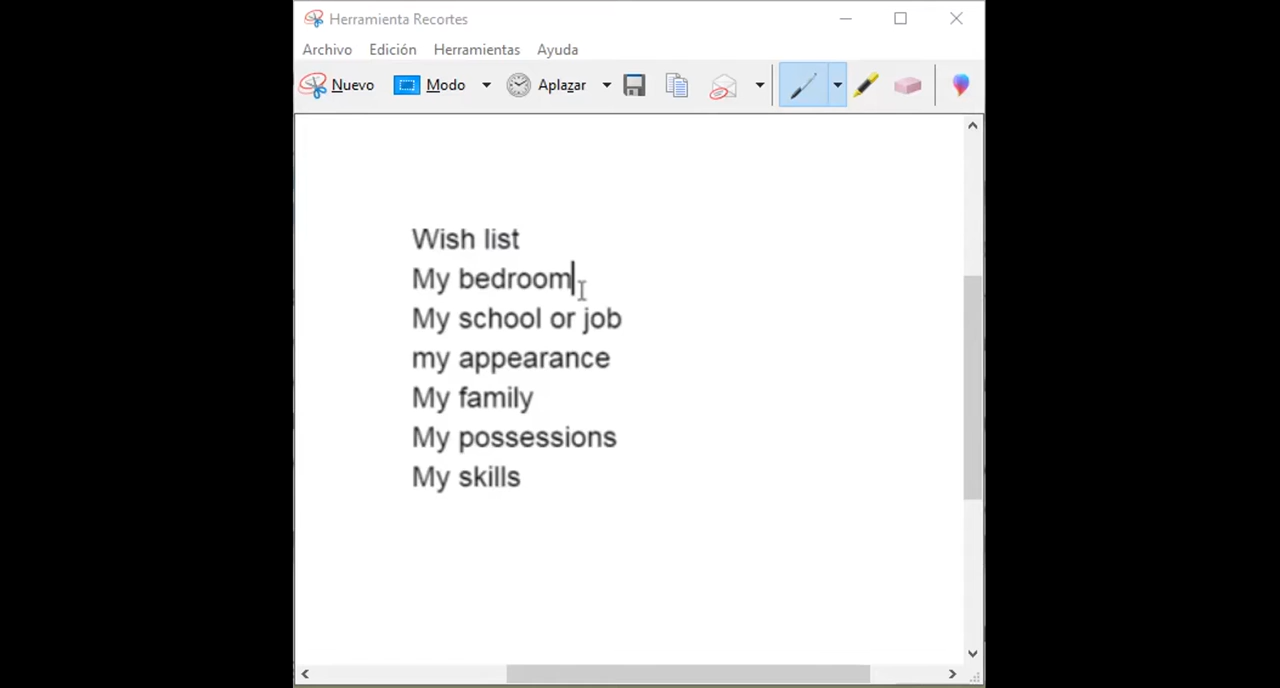 Herramienta Recortes
Archivo Edición Herramientas Ayuda
Nuevo Modo Aplazar
Wish list
My bedroom
My school or job
my appearance
My family
My possessions
My skills